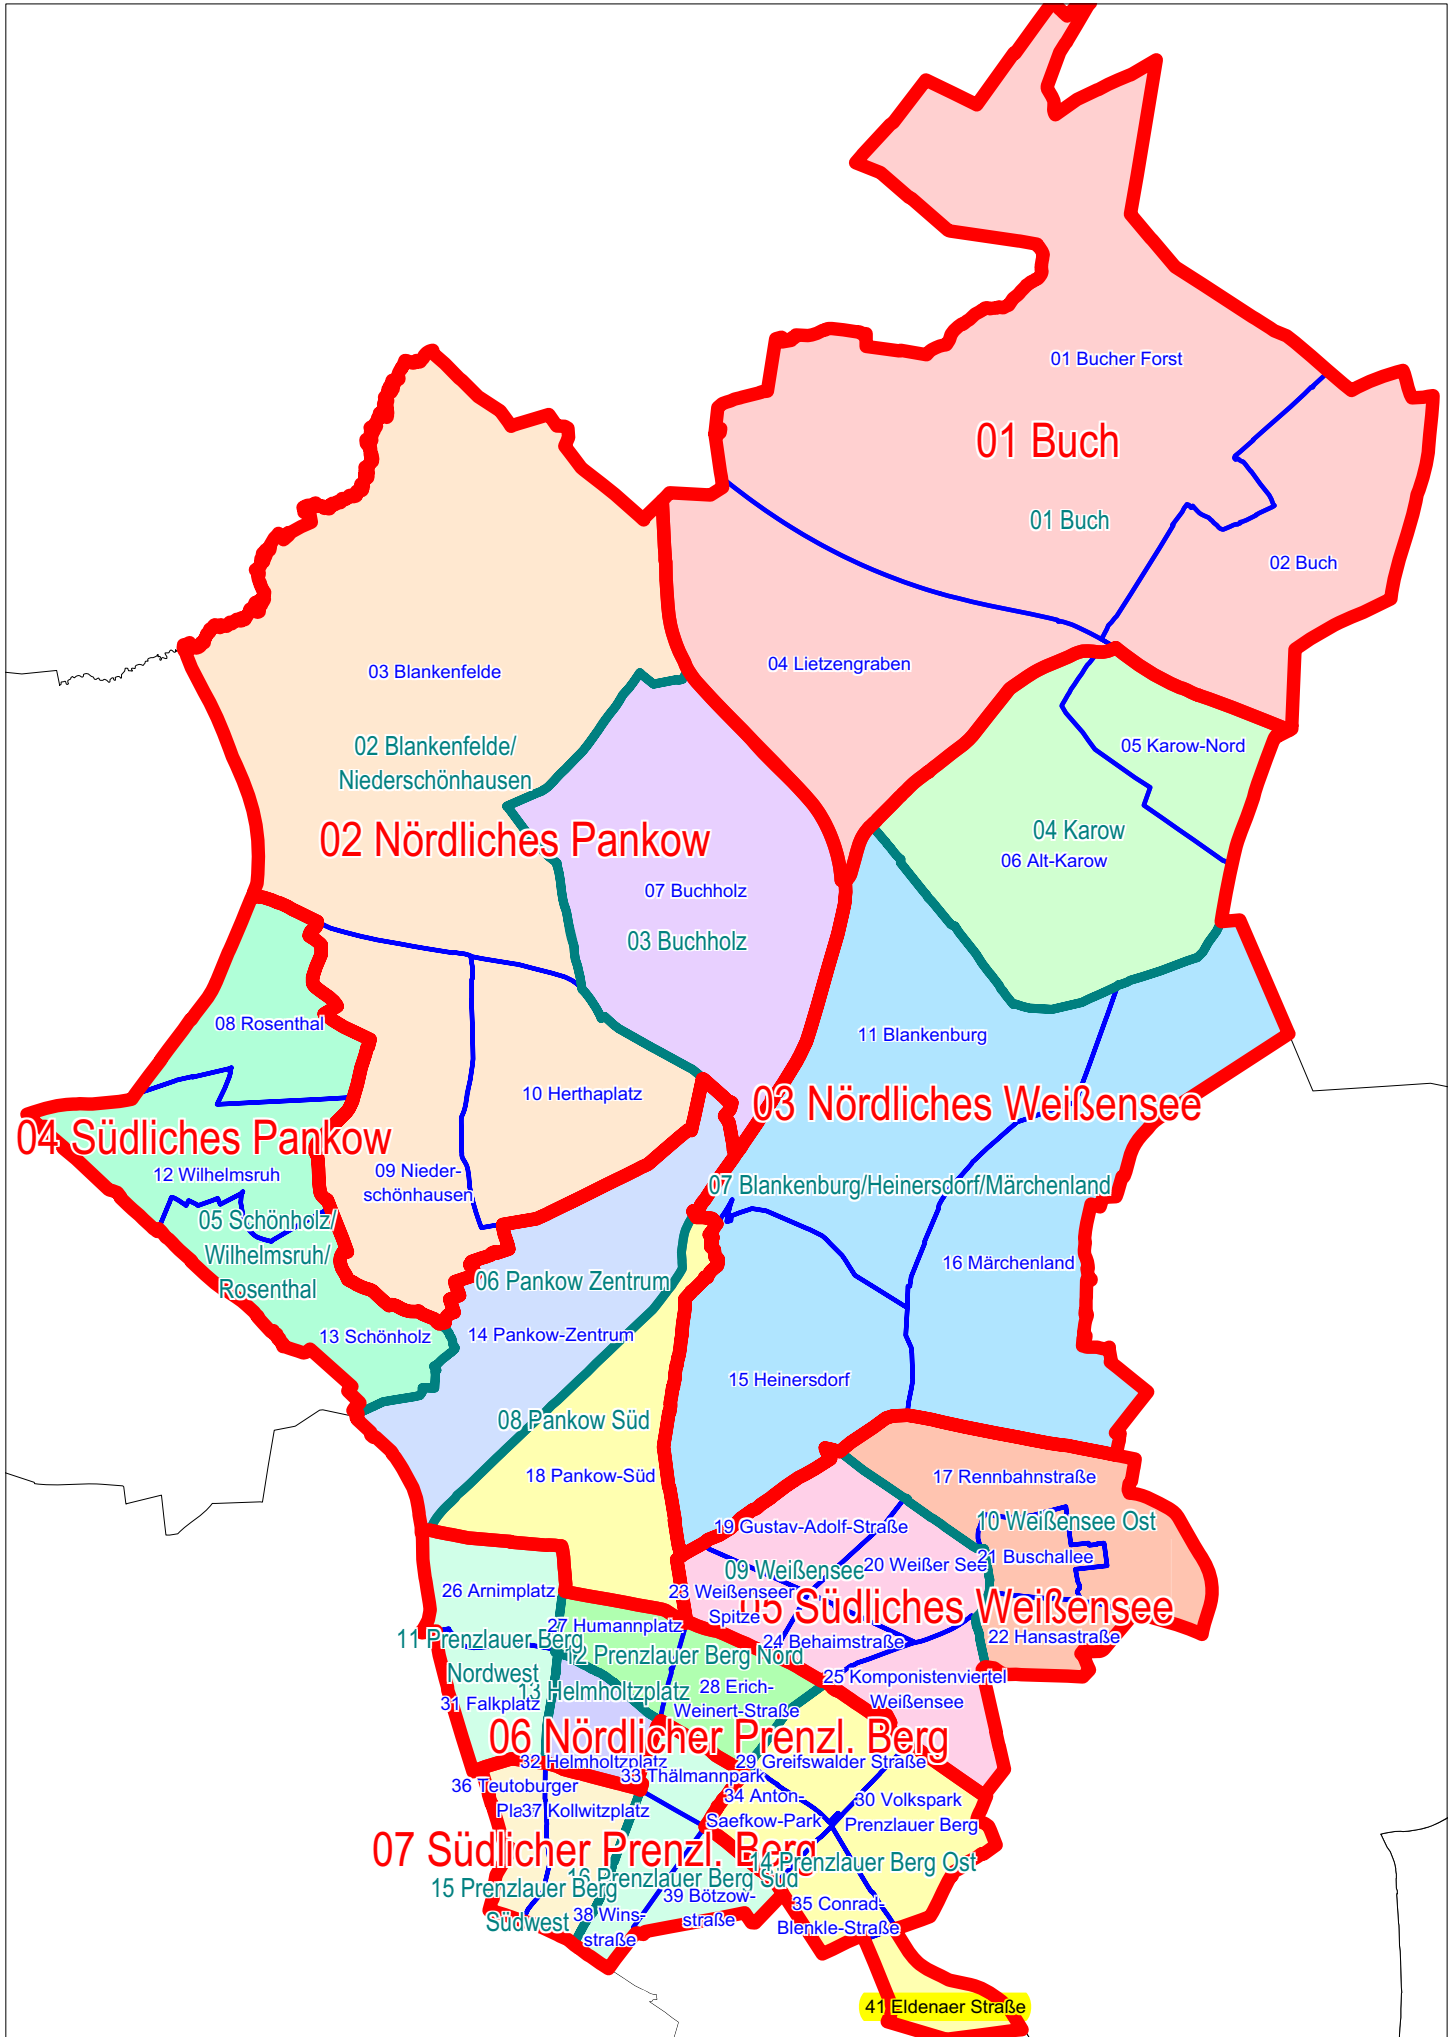 01 Bucher Forst
01 Buch
01 Buch
02 Buch
04 Lietzengraben
03 Blankenfelde
02 Blankenfelde/
Niederschönhausen
02 Nördliches Pankow
05 Karow-Nord
04 Karow
06 Alt-Karow
07 Buchholz
03 Buchholz
08 Rosenthal
11 Blankenburg
10 Herthaplatz
03 Nördliches Weißensee
04 Südliches Pankow
12 Wilhelmsruh
09 Nieder-
schönhausen
07 Blankenburg/Heinersdorf/Märchenland
05 Schönholz/
Wilhelmsruh/
Rosenthal
16 Märchenland
06 Pankow Zentrum
13 Schönholz
14 Pankow-Zentrum
15 Heinersdorf
08 Pankow Süd
18 Pankow-Süd
17 Rennbahnstraße
19 Gustav-Adolf-Straße
10 Weißensee Ost
20 Weißer See
21 Buschallee
09 Weißensee
26 Arnimplatz
23 Weißenseer
Spitze
05 Südliches Weißensee
27 Humannplatz
24 Behaimstraße
22 Hansastraße
11 Prenzlauer Berg
Nordwest
12 Prenzlauer Berg Nord
25 Komponistenviertel
Weißensee
13 Helmholtzplatz
28 Erich-
Weinert-Straße
31 Falkplatz
06 Nördlicher Prenzl. Berg
32 Helmholtzplatz
29 Greifswalder Straße
33 Thälmannpark
36 Teutoburger
Pla
37 Kollwitzplatz
34 Anton-
Saefkow-Park
30 Volkspark
Prenzlauer Berg
07 Südlicher Prenzl. Berg
14 Prenzlauer Berg Ost
16 Prenzlauer Berg Süd
15 Prenzlauer Berg
Südwest
39 Bötzow-
straße
38 Wins-
straße
35 Conrad-
Blenkle-Straße
41 Eldenaer Straße